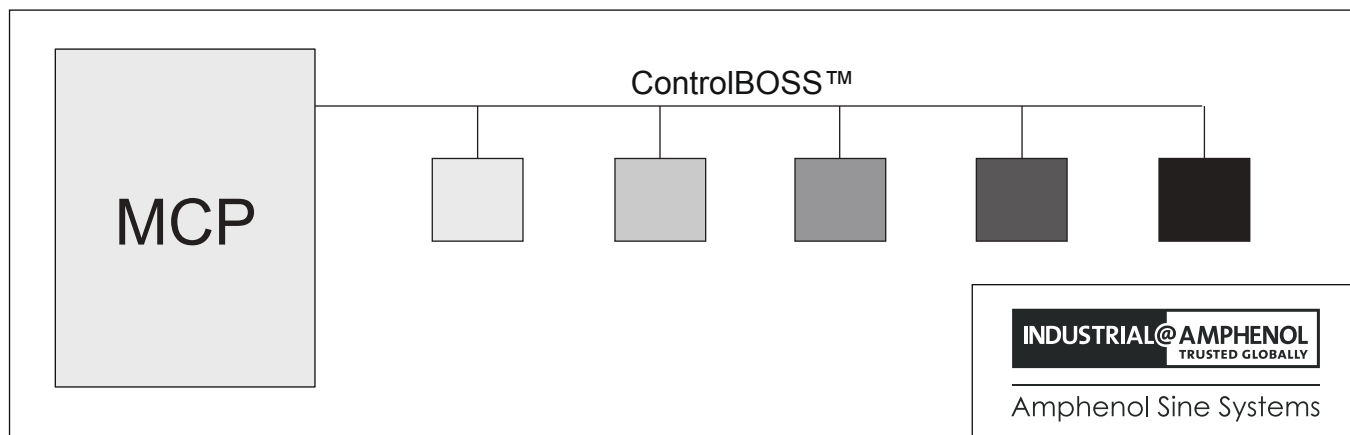 ControlBOSS™
MCP
INDUSTRIAL@AMPHENOL
TRUSTED GLOBALLY
Amphenol Sine Systems